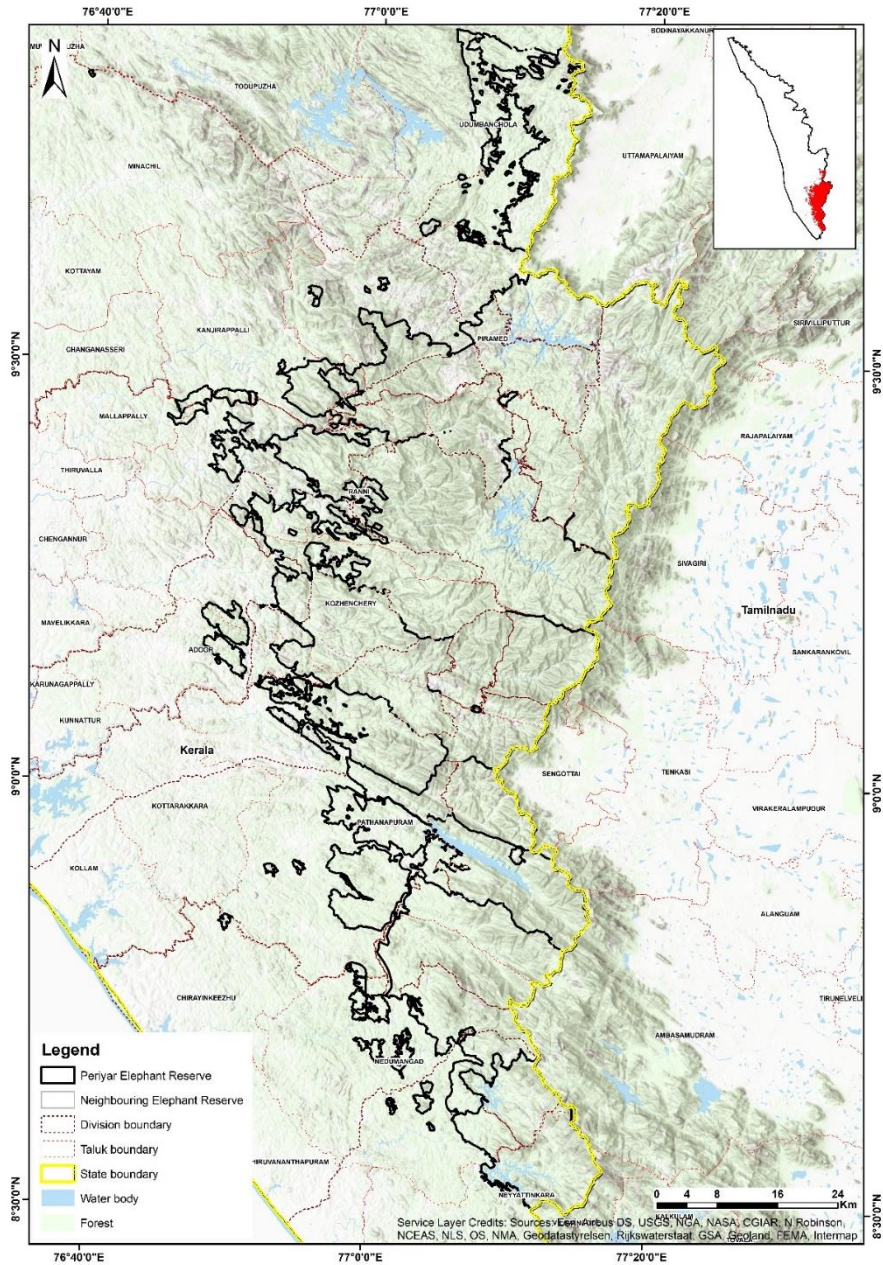 76°40'0"E
77°0'0"E
77°20'0"E
N
BODINAYAKKANUR
TODUPUZHA
UDUMBANCHOLA
UTTAMAPALAIYAM
MINACHIL
KOTTAYAM
KANJIRAPPALLI
PIRAMED
SIRIVILLIPUTTUR
CHANGANASSERI
9°30'0"N
9°30'0"N
MALLAPPALLY
RAJAPALAIYAM
THIRUVALLA
RANNI
CHENGANNUR
SIVAGIRI
KOZHENCHERY
Tamilnadu
MAVELIKKARA
ADOOR
SANKARANKOVIL
KARUNAGAPPALLY
KUNNATTUR
Kerala
SENGOTTAI
TENKASI
9°0'0"N
9°0'0"N
KOTTARAKKARA
VIRAKERALAMPUDUR
PATHANAPURAM
KOLLAM
ALANGUAM
CHIRAYINKEEZHU
TIRUNELVELI
AMBASAMUDRAM
NEDUMANGAD
Legend
Periyar Elephant Reserve
Neighbouring Elephant Reserve
Division boundary
Taluk boundary
State boundary
Water body
Forest
HIRUVANANTHAPURAM
NEYYATTINKARA
8°30'0"N
8°30'0"N
0 4 8 16 24
Km
KALKULAM
Service Layer Credits: Sources: Esri, Airbus DS, USGS, NGA, NASA, CGIAR, N Robinson,
NCEAS, NLS, OS, NMA, Geodatastyrelsen, Rijkswaterstaat, GSA, Geoland, FEMA, Intermap
76°40'0"E
77°0'0"E
77°20'0"E